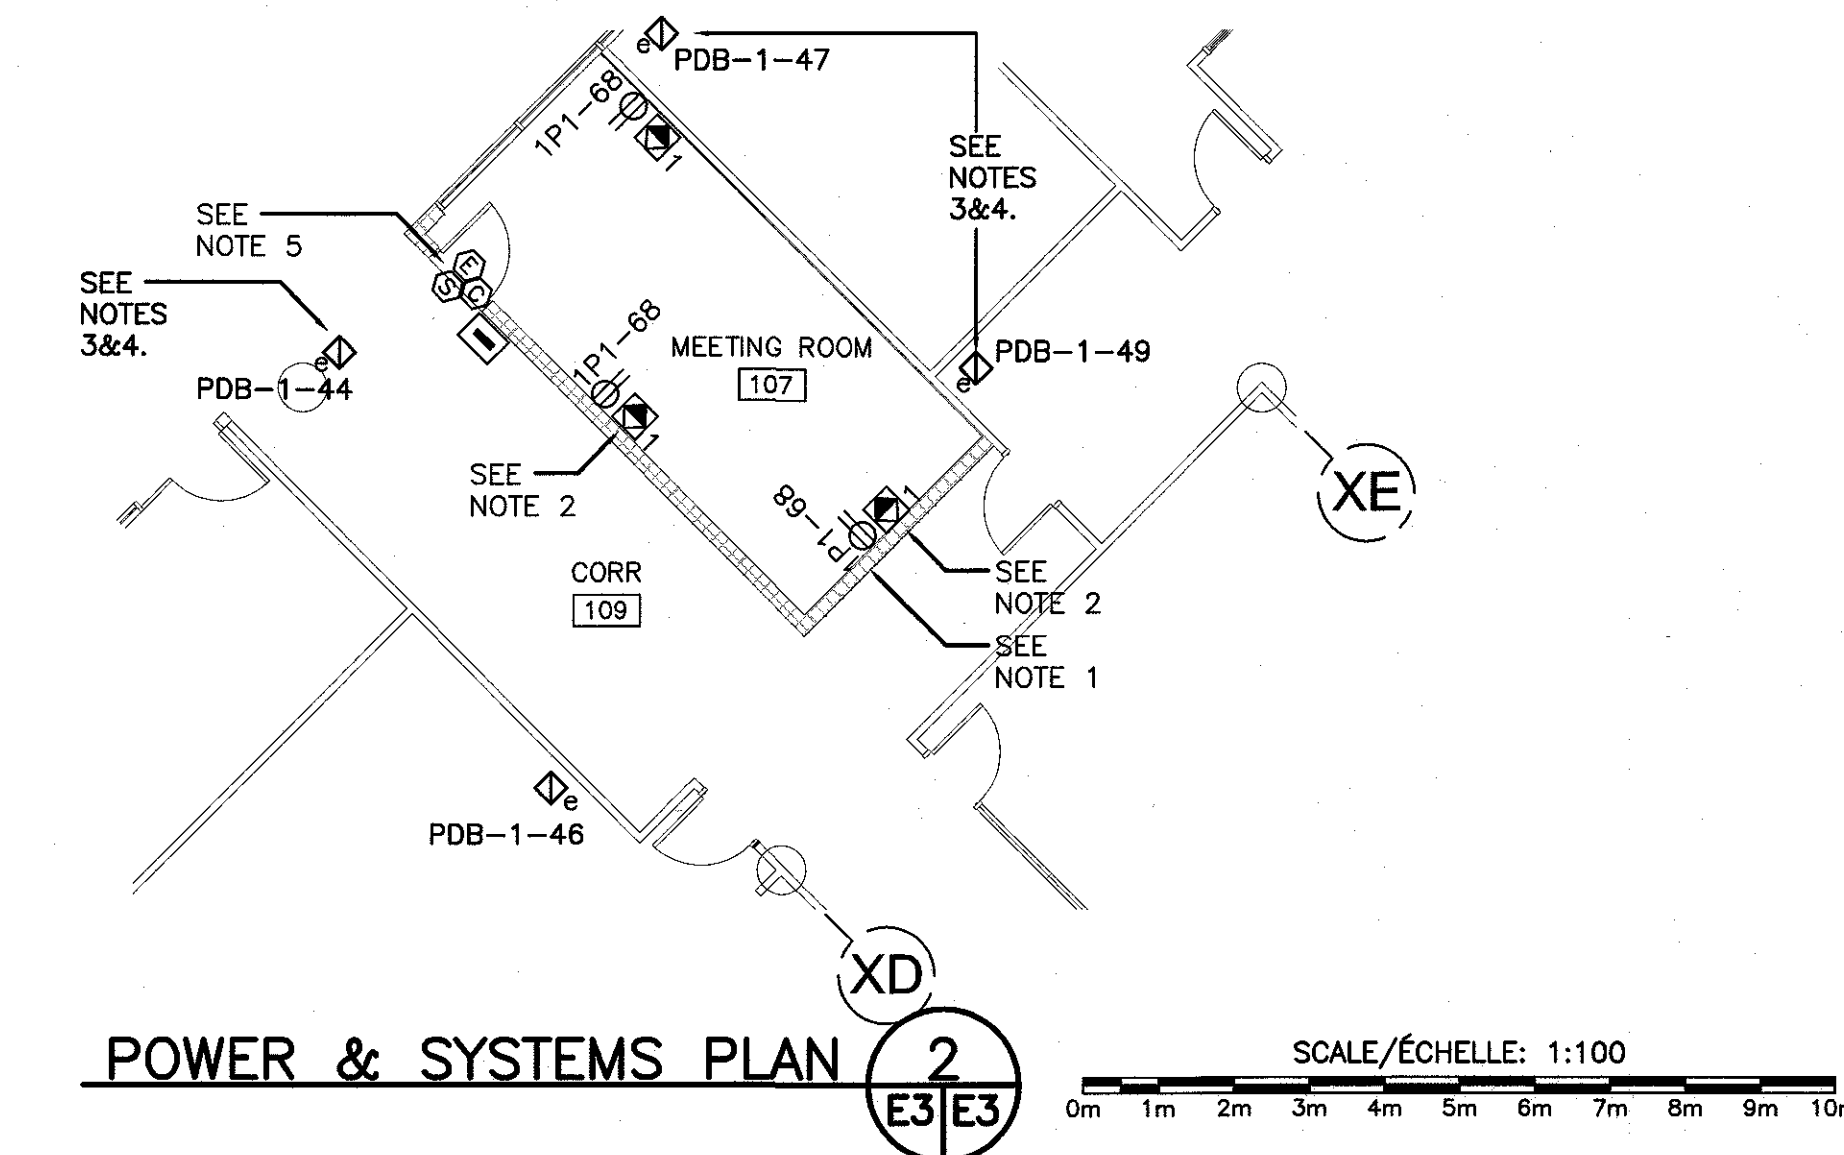 e
PDB-1-47
1P1-68
1
SEE
NOTES
3&4.
SEE
NOTE 5
E
S
C
SEE
NOTES
3&4.
e
PDB-1-44
1P1-68
1
MEETING ROOM
107
PDB-1-49
e
SEE
NOTE 2
XE
1P1-68
1
SEE
NOTE 2
SEE
NOTE 1
CORR
109
e
PDB-1-46
XD
POWER & SYSTEMS PLAN
2
E3 E3
SCALE/ÉCHELLE: 1:100
0m 1m 2m 3m 4m 5m 6m 7m 8m 9m 10m